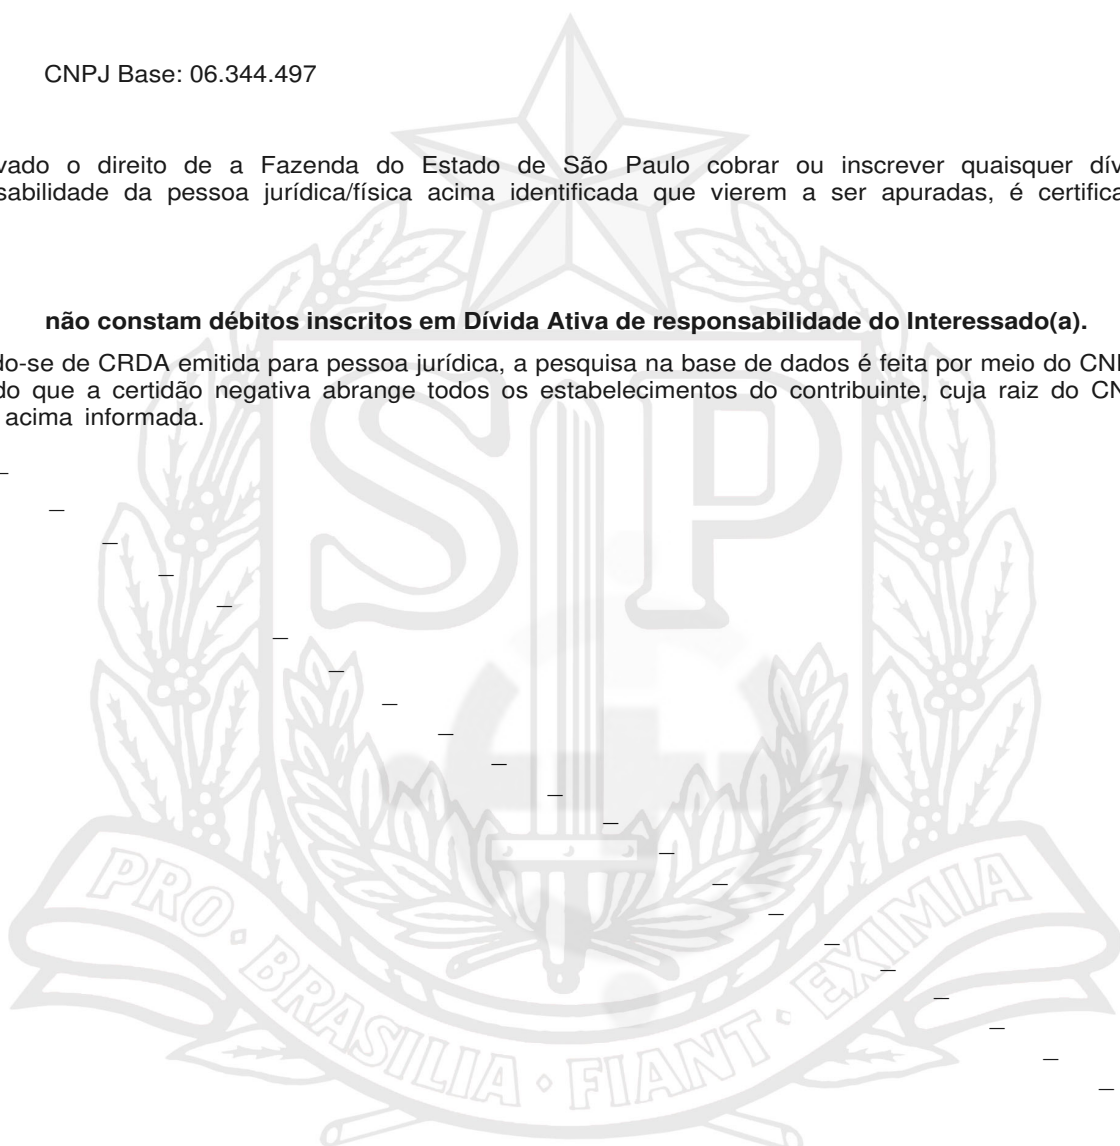 CNPJ Base: 06.344.497
vado o direito de a Fazenda do Estado de São Paulo cobrar ou inscrever quaisquer dív
sabilidade da pessoa jurídica/física acima identificada que vierem a ser apuradas, é certifica
não constam débitos inscritos em Dívida Ativa de responsabilidade do Interessado(a).
do-se de CRDA emitida para pessoa jurídica, a pesquisa na base de dados é feita por meio do CN
do que a certidão negativa abrange todos os estabelecimentos do contribuinte, cuja raiz do CN
acima informada.
SP
PRO · BRASILIA · FIANT · EXIMIA